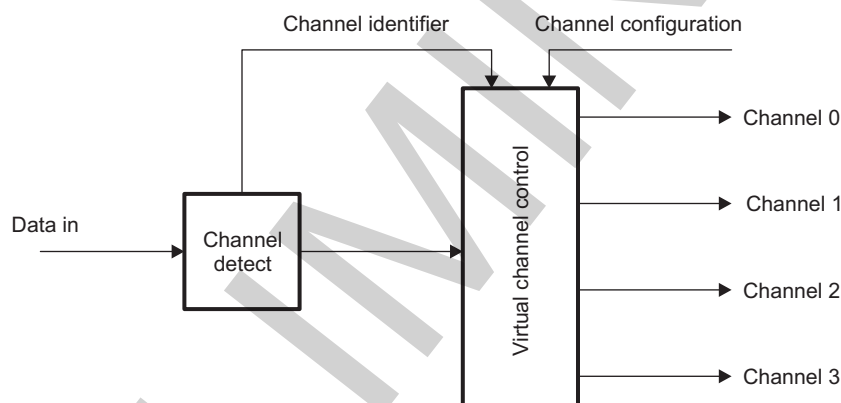 Channel identifier
Channel configuration
Channel 0
Channel 1
Channel 2
Channel 3
Data in
Channel
detect
Virtual channel control